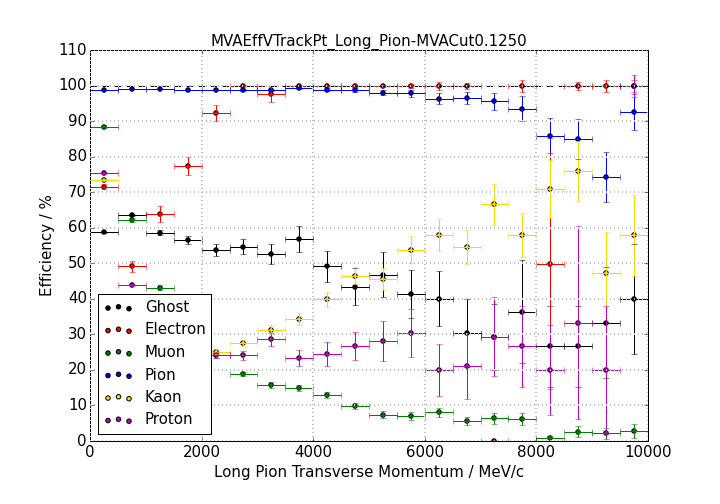 MVAEffVTrackPt_Long_Pion-MVACut0.1250
110
100
90
80
70
60
50
40
30
20
10
0
Efficiency / %
Ghost
Electron
Muon
Pion
Kaon
Proton
0 2000 4000 6000 8000 10000
Long Pion Transverse Momentum / MeV/c